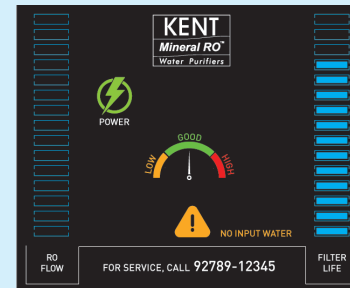 KENT
Mineral RO™
Water Purifiers
POWER
LOW GOOD HIGH
NO INPUT WATER
RO
FLOW
FOR SERVICE, CALL 92789-12345
FILTER
LIFE